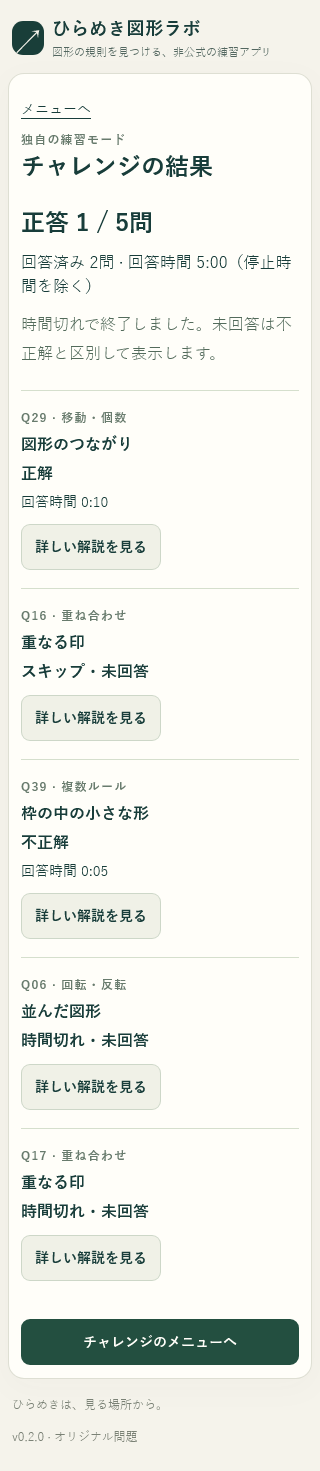 ひらめき図形ラボ
図形の規則を見つける、非公式の練習アプリ
メニューへ
独自の練習モード
チャレンジの結果
正答 1 / 5問
回答済み 2問 · 回答時間 5:00（停止時
間を除く）
時間切れで終了しました。未回答は不
正解と区別して表示します。
Q29 · 移動・個数
図形のつながり
正解
回答時間 0:10
詳しい解説を見る
Q16 · 重ね合わせ
重なる印
スキップ・未回答
詳しい解説を見る
Q39 · 複数ルール
枠の中の小さな形
不正解
回答時間 0:05
詳しい解説を見る
Q06 · 回転・反転
並んだ図形
時間切れ・未回答
詳しい解説を見る
Q17 · 重ね合わせ
重なる印
時間切れ・未回答
詳しい解説を見る
チャレンジのメニューへ
ひらめきは、見る場所から。
v0.2.0 · オリジナル問題